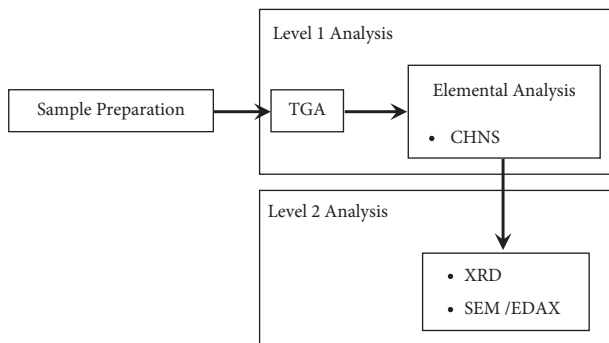 Level 1 Analysis
Sample Preparation
TGA
Elemental Analysis
• CHNS
Level 2 Analysis
• XRD
• SEM /EDAX